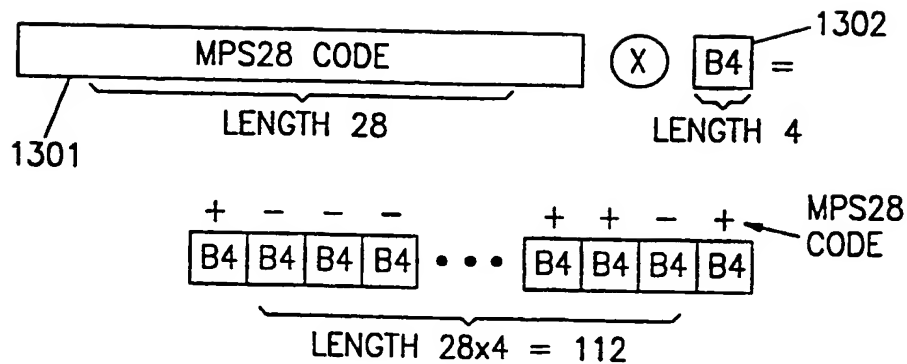 1302
MPS28 CODE X B4 =
LENGTH 28 LENGTH 4
1301
+ - - - + + - + MPS28
CODE
B4 B4 B4 B4 ••• B4 B4 B4 B4
LENGTH 28x4 = 112